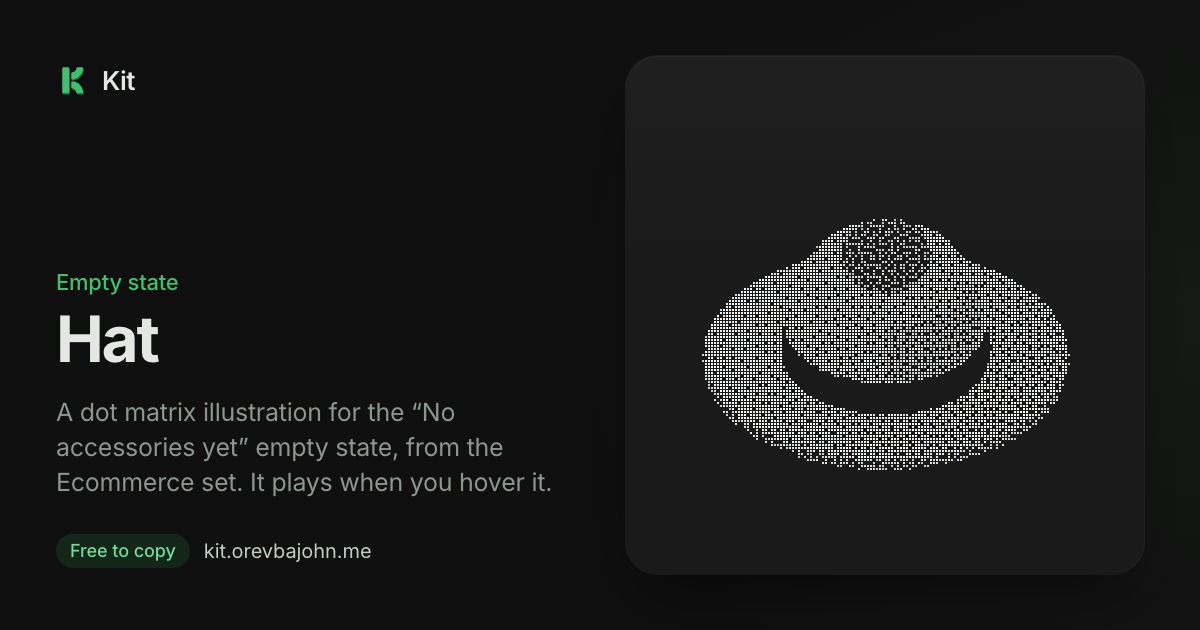 Kit
Empty state
Hat
A dot matrix illustration for the “No
accessories yet” empty state, from the
Ecommerce set. It plays when you hover it.
Free to copy
kit.orevbajohn.me